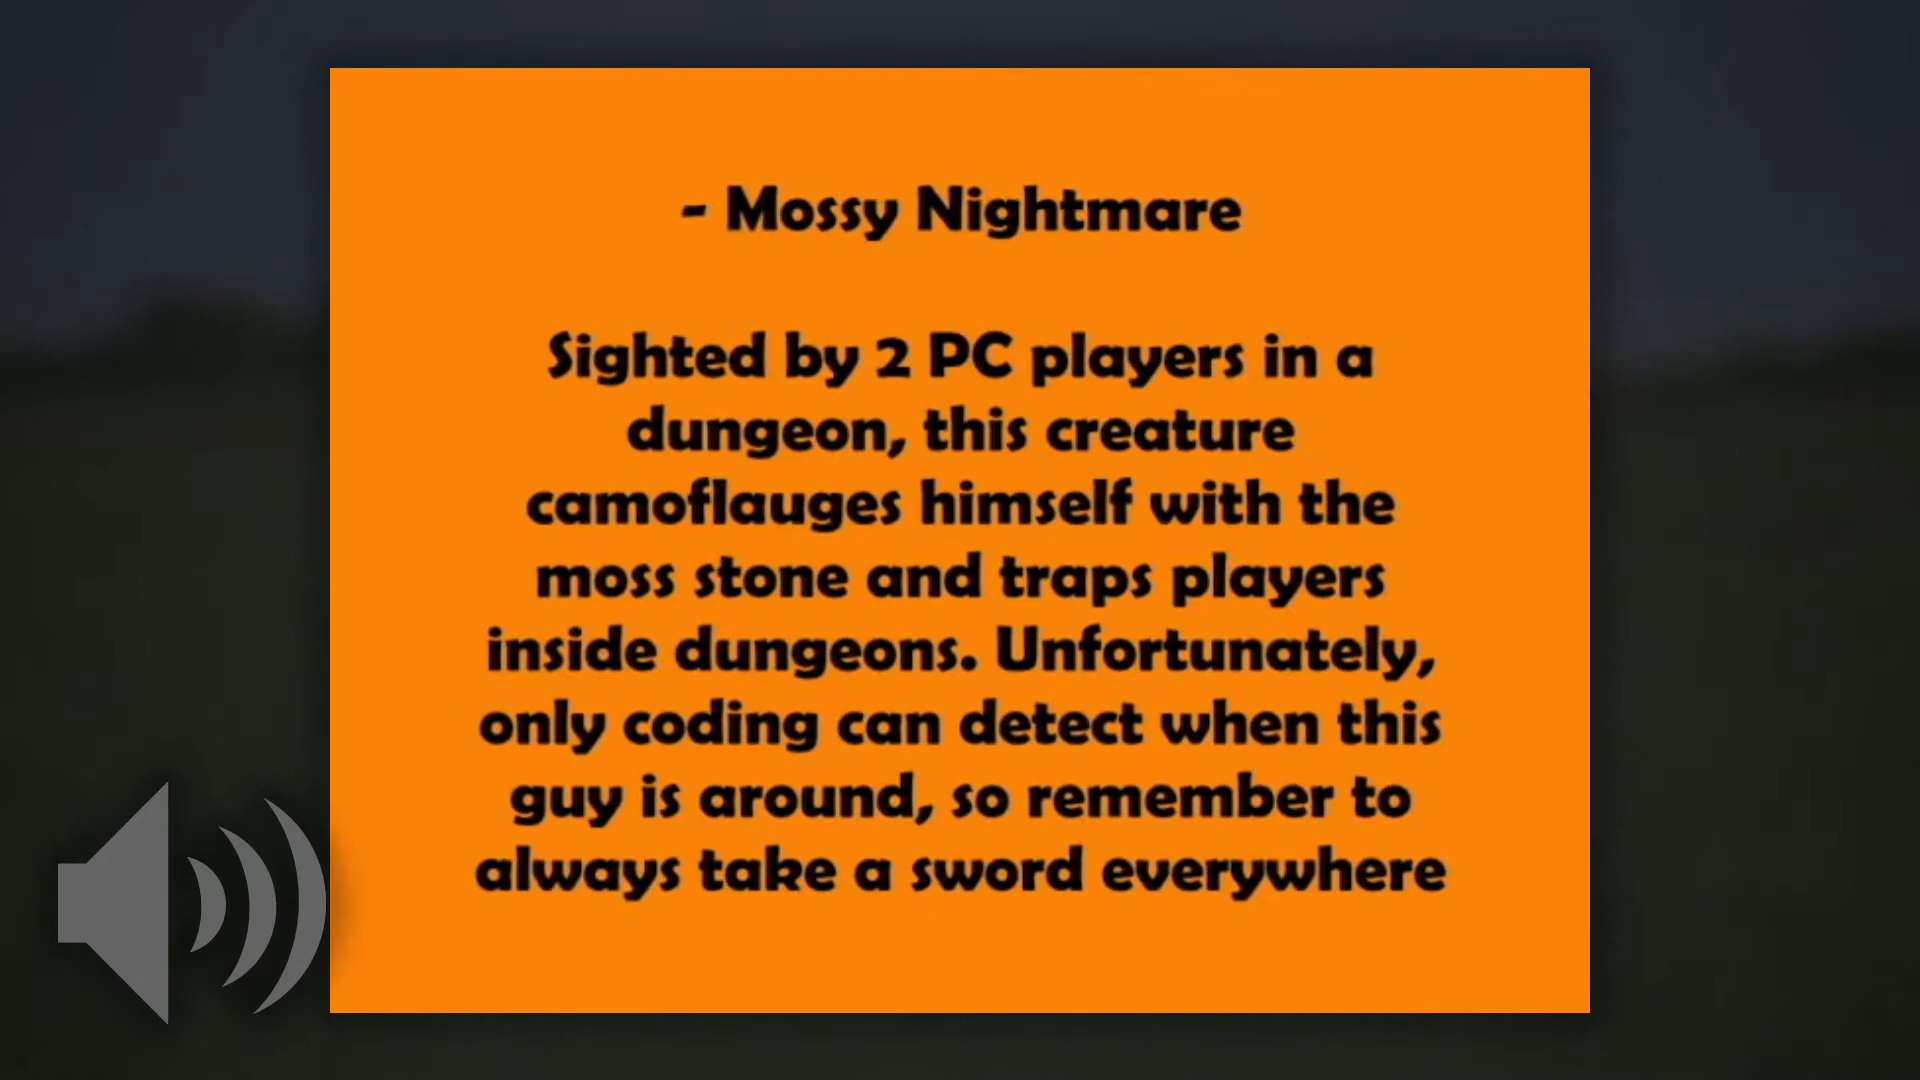 - Mossy Nightmare
Sighted by 2 PC players in a
dungeon, this creature
camoflauges himself with the
moss stone and traps players
inside dungeons. Unfortunately,
only coding can detect when this
guy is around, so remember to
always take a sword everywhere